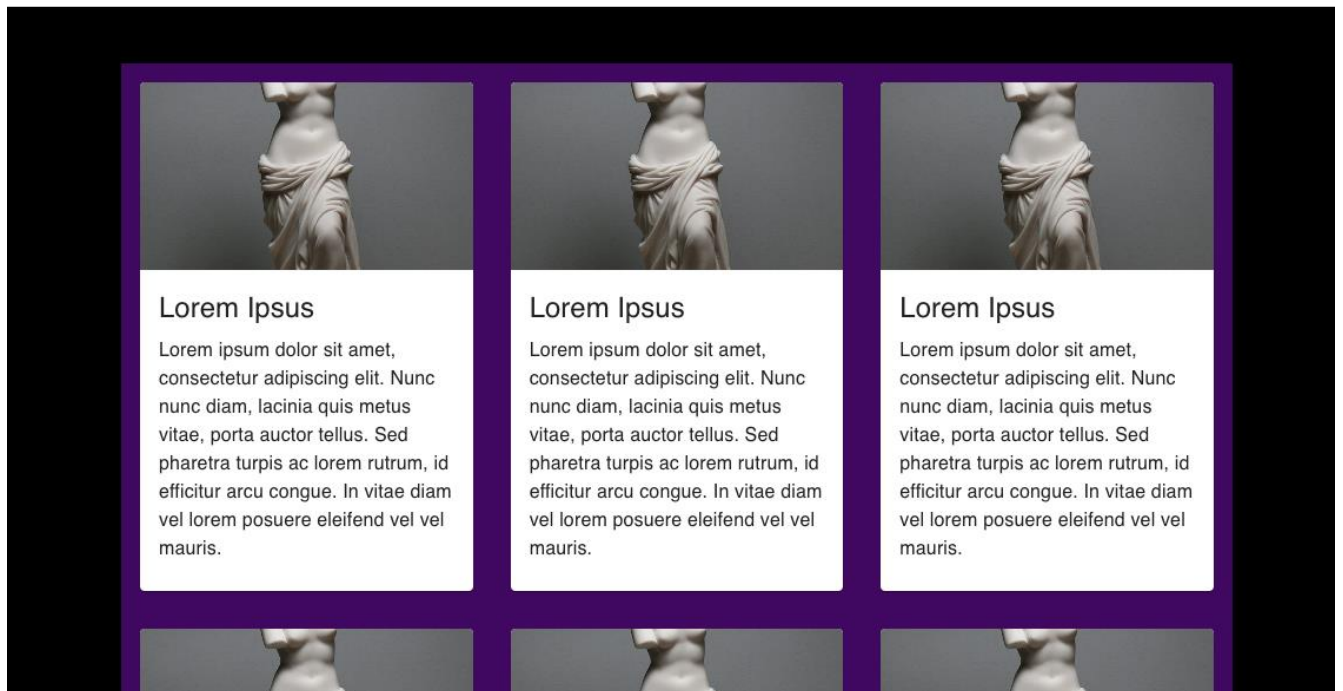 Lorem Ipsus
Lorem ipsum dolor sit amet,
consectetur adipiscing elit. Nunc
nunc diam, lacinia quis metus
vitae, porta auctor tellus. Sed
pharetra turpis ac lorem rutrum, id
efficitur arcu congue. In vitae diam
vel lorem posuere eleifend vel vel
mauris.
Lorem Ipsus
Lorem ipsum dolor sit amet,
consectetur adipiscing elit. Nunc
nunc diam, lacinia quis metus
vitae, porta auctor tellus. Sed
pharetra turpis ac lorem rutrum, id
efficitur arcu congue. In vitae diam
vel lorem posuere eleifend vel vel
mauris.
Lorem Ipsus
Lorem ipsum dolor sit amet,
consectetur adipiscing elit. Nunc
nunc diam, lacinia quis metus
vitae, porta auctor tellus. Sed
pharetra turpis ac lorem rutrum, id
efficitur arcu congue. In vitae diam
vel lorem posuere eleifend vel vel
mauris.